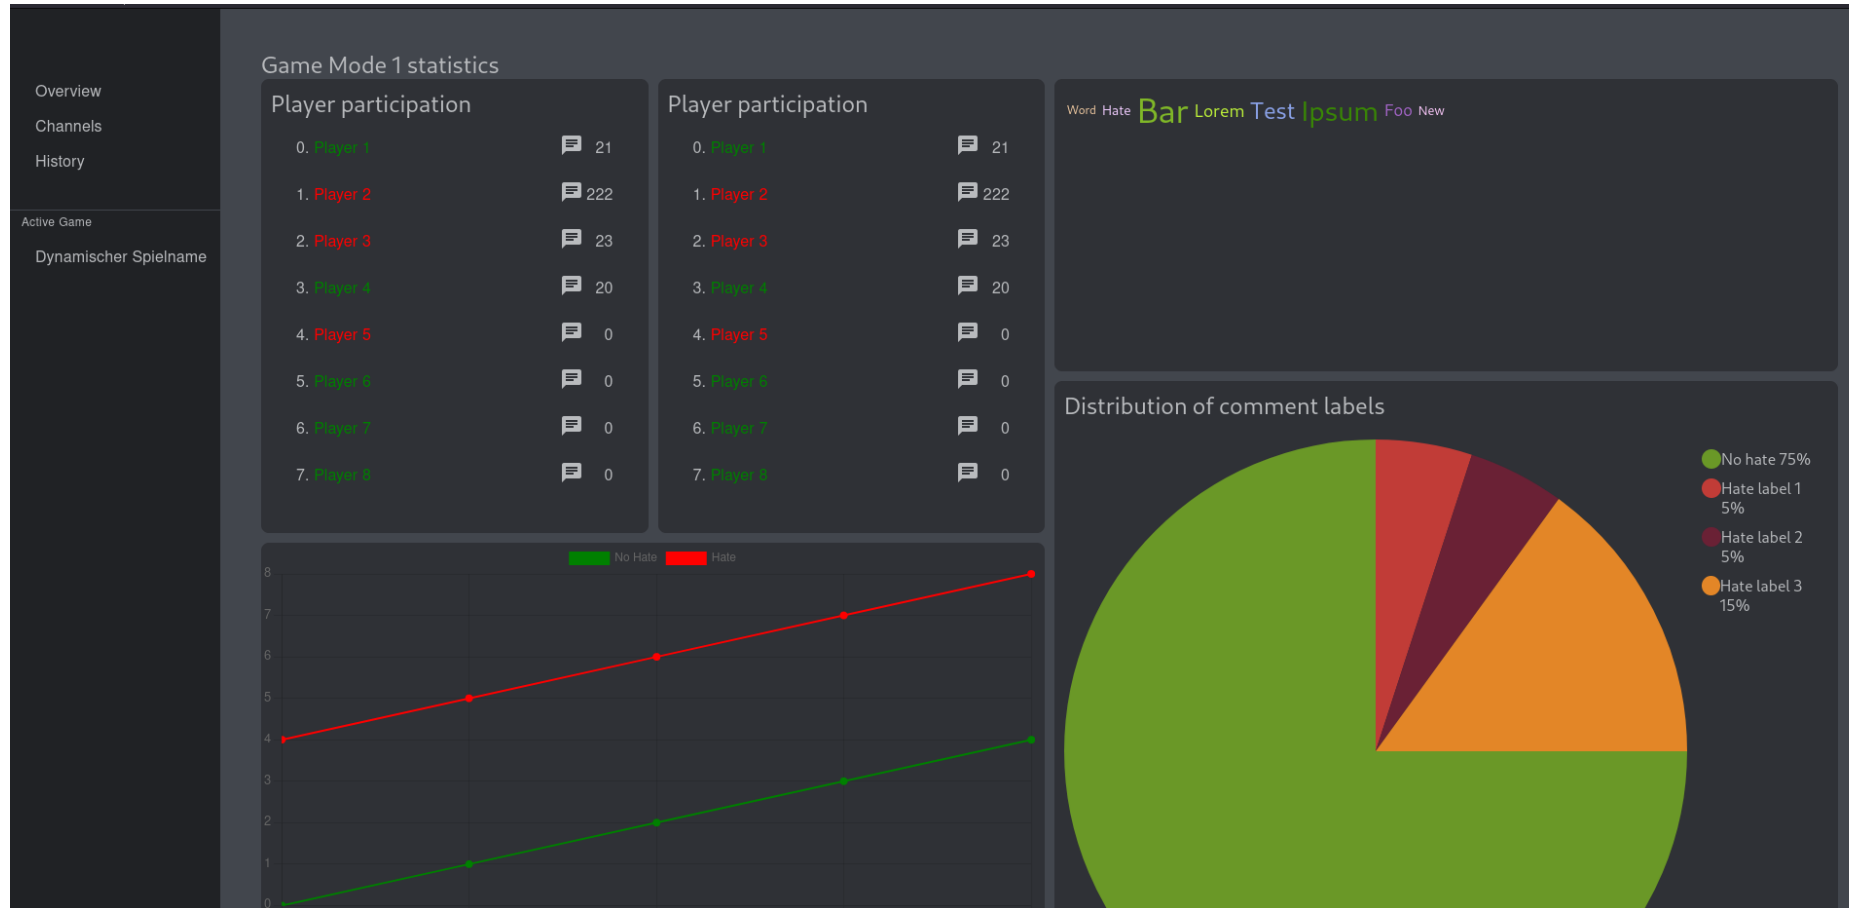 Overview
Channels
History
Active Game
Dynamischer Spielname
Game Mode 1 statistics
Player participation
0. Player 1 21
1. Player 2 222
2. Player 3 23
3. Player 4 20
4. Player 5 0
5. Player 6 0
6. Player 7 0
7. Player 8 0
Player participation
0. Player 1 21
1. Player 2 222
2. Player 3 23
3. Player 4 20
4. Player 5 0
5. Player 6 0
6. Player 7 0
7. Player 8 0
Word Hate Bar Lorem Test Ipsum Foo New
No Hate Hate
8
7
6
5
4
3
2
1
0
Distribution of comment labels
No hate 75%
Hate label 1
5%
Hate label 2
5%
Hate label 3
15%